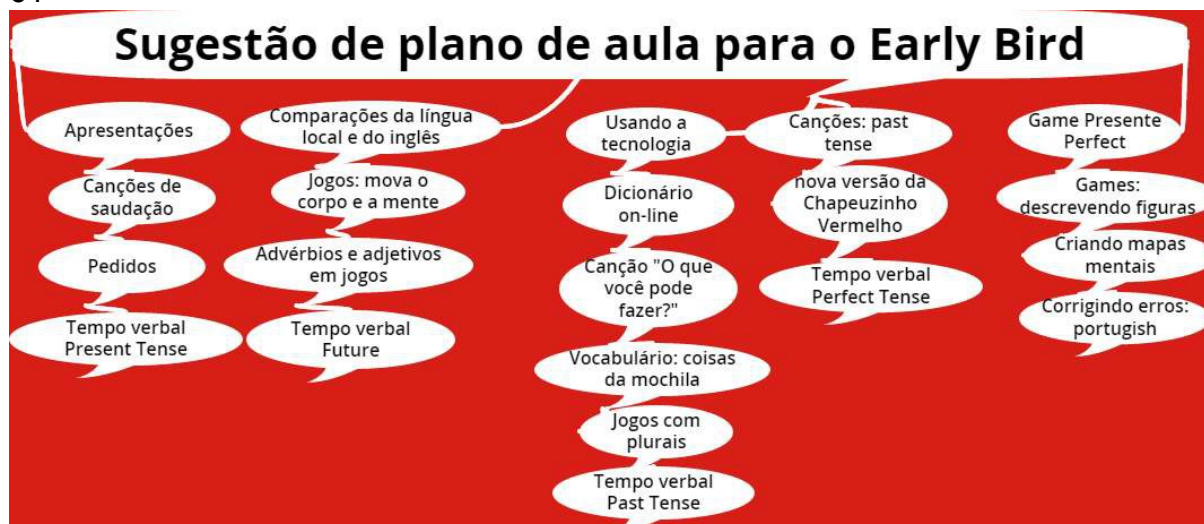 Sugestão de plano de aula para o Early Bird
Apresentações
Canções de
saudação
Pedidos
Tempo verbal
Present Tense
Comparações da língua
local e do inglês
Jogos: mova o
corpo e a mente
Advérbios e adjetivos
em jogos
Tempo verbal
Future
Usando a
tecnologia
Dicionário
on-line
Canção "O que
você pode
fazer?"
Vocabulário: coisas
da mochila
Jogos com
plurais
Tempo verbal
Past Tense
Canções: past
tense
nova versão da
Chapeuzinho
Vermelho
Tempo verbal
Perfect Tense
Game Presente
Perfect
Games:
descrevendo figuras
Criando mapas
mentais
Corrigindo erros:
portugish